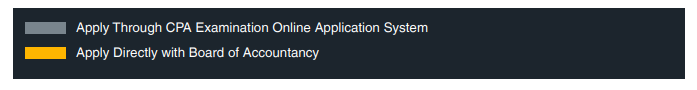 Apply Through CPA Examination Online Application System
Apply Directly with Board of Accountancy